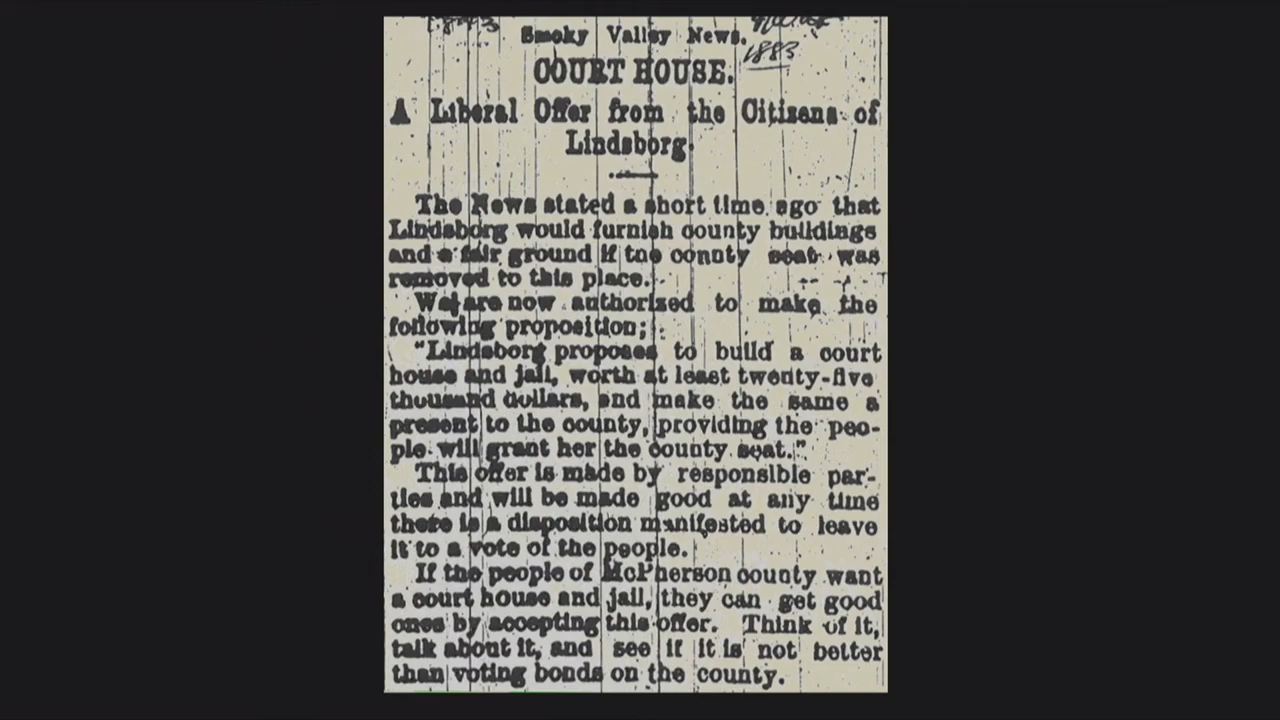 Smoky Valley News.
1883
COURT HOUSE.
A Liberal Offer from the Citizens of
Lindsborg.
The News stated a short time ago that
Lindsborg would furnish county buildings
and a fair ground if the county seat was
removed to this place.
We are now authorized to make the
following proposition;
"Lindsborg proposes to build a court
house and jail, worth at least twenty-five
thousand dollars, and make the same a
present to the county, providing the peo-
ple will grant her the county seat."
This offer is made by responsible par-
ties and will be made good at any time
there is a disposition manifested to leave
it to a vote of the people.
If the people of McPherson county want
a court house and jail, they can get good
ones by accepting this offer. Think of it,
talk about it, and see if it is not better
than voting bonds on the county.